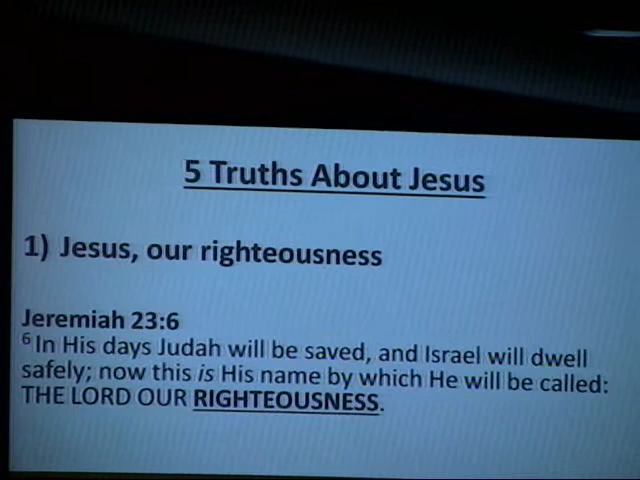 5 Truths About Jesus
1) Jesus, our righteousness
Jeremiah 23:6
6 In His days Judah will be saved, and Israel will dwell
safely; now this is His name by which He will be called:
THE LORD OUR RIGHTEOUSNESS.